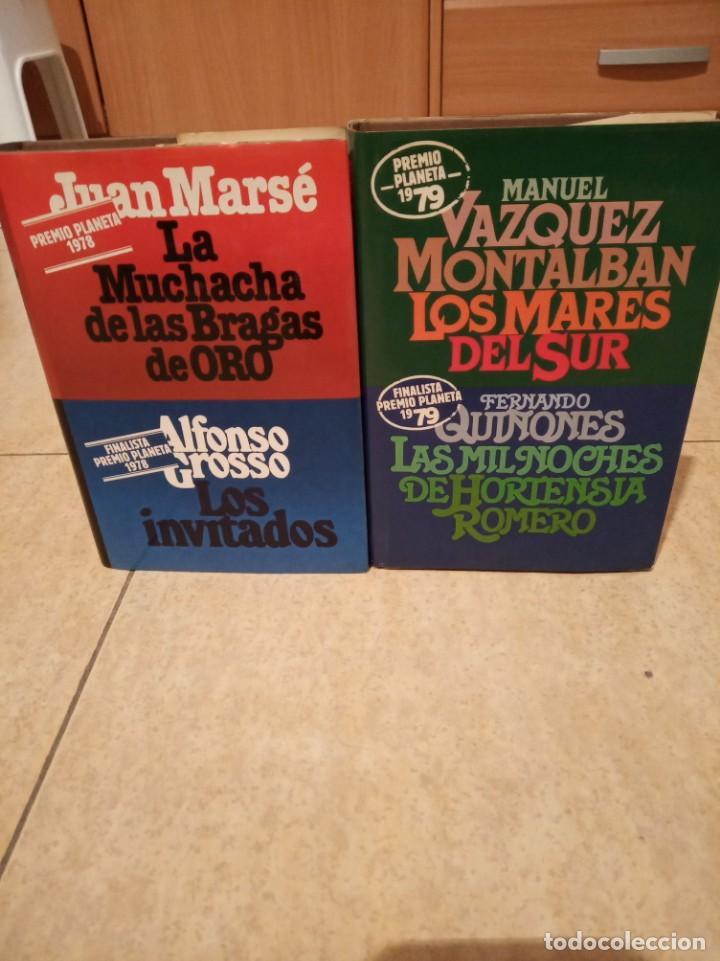 Juan Marsé
PREMIO PLANETA
1978
La
Muchacha
de las Bragas
de ORO
FINALISTA
PREMIO PLANETA
1978
Alfonso
Grosso
Los
invitados
PREMIO
PLANETA
1979
MANUEL
VAZQUEZ
MONTALBAN
LOS MARES
DEL SUR
FINALISTA
PREMIO PLANETA
1979
FERNANDO
QUIÑONES
LAS MIL NOCHES
DE HORTENSIA
ROMERO
todocoleccion
todocoleccion.net